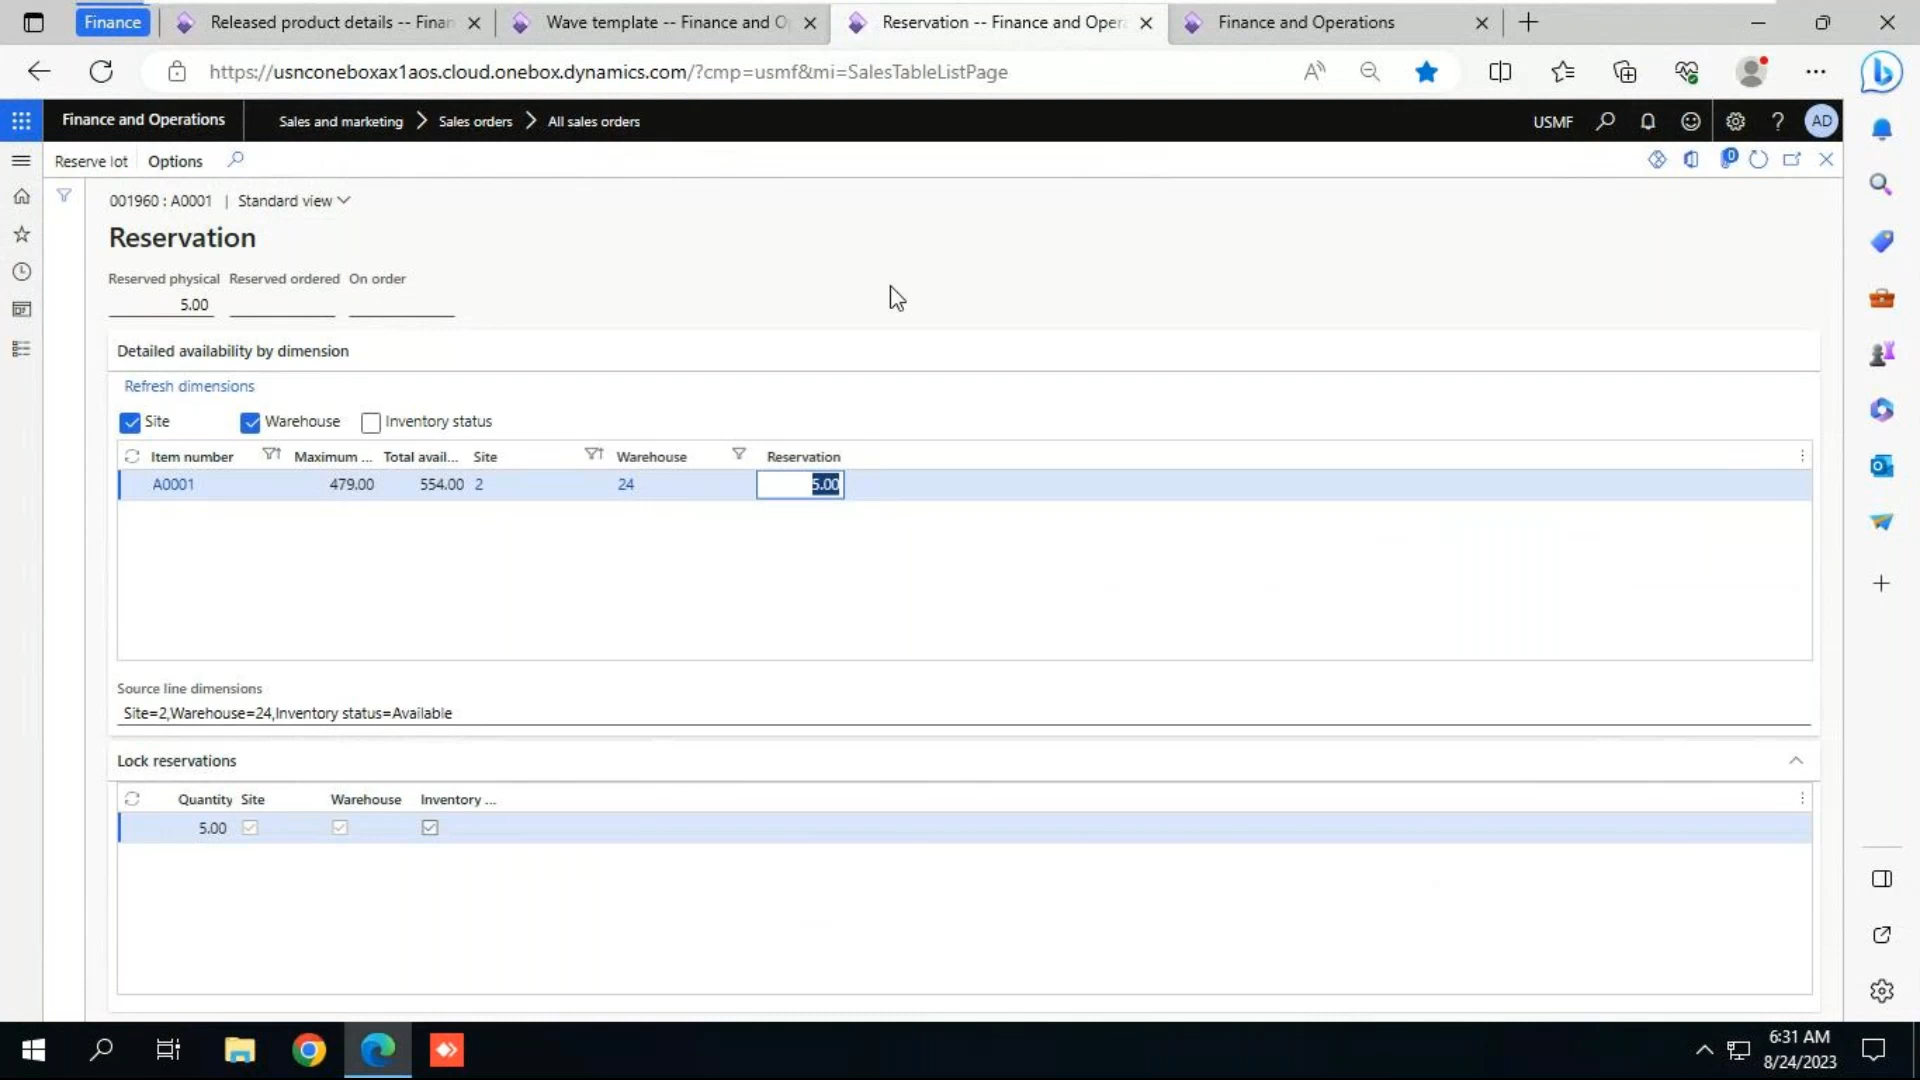 Finance
Released product details -- Finan
Wave template -- Finance and O
Reservation -- Finance and Oper
Finance and Operations
https://usnconeboxax1aos.cloud.onebox.dynamics.com/?cmp=usmf&mi=SalesTableListPage
Finance and Operations
Sales and marketing
Sales orders
All sales orders
USMF
?
AD
Reserve lot
Options
0
001960 : A0001 | Standard view
Reservation
Reserved physical Reserved ordered On order
5.00
Detailed availability by dimension
Refresh dimensions
Site
Warehouse
Inventory status
Item number Maximum ... Total avail... Site Warehouse Reservation
A0001 479.00 554.00 2 24 5.00
Source line dimensions
Site=2,Warehouse=24,Inventory status=Available
Lock reservations
Quantity Site Warehouse Inventory ...
5.00
6:31 AM
8/24/2023